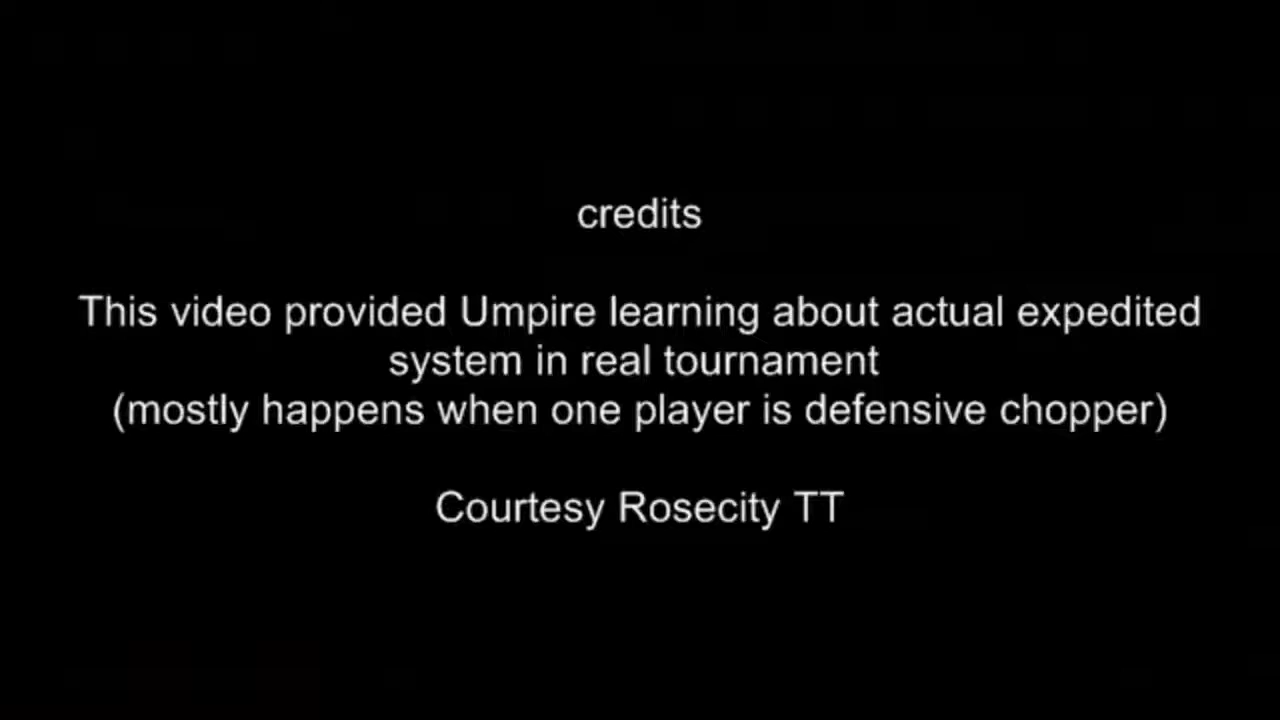 credits
This video provided Umpire learning about actual expedited
system in real tournament
(mostly happens when one player is defensive chopper)
Courtesy Rosecity TT